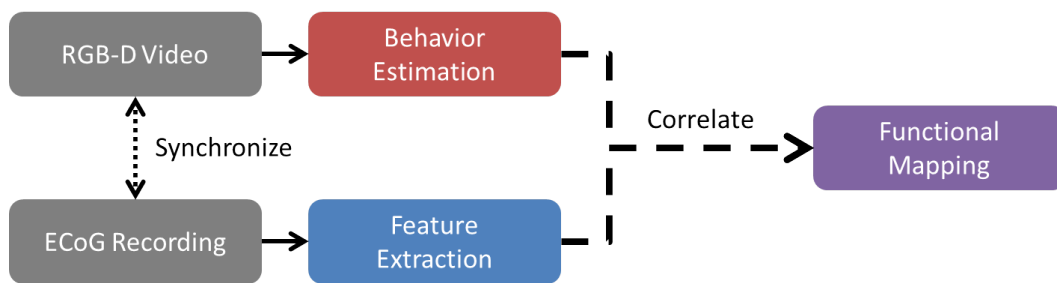 RGB-D Video
Behavior
Estimation
Synchronize
Correlate
Functional
Mapping
ECoG Recording
Feature
Extraction